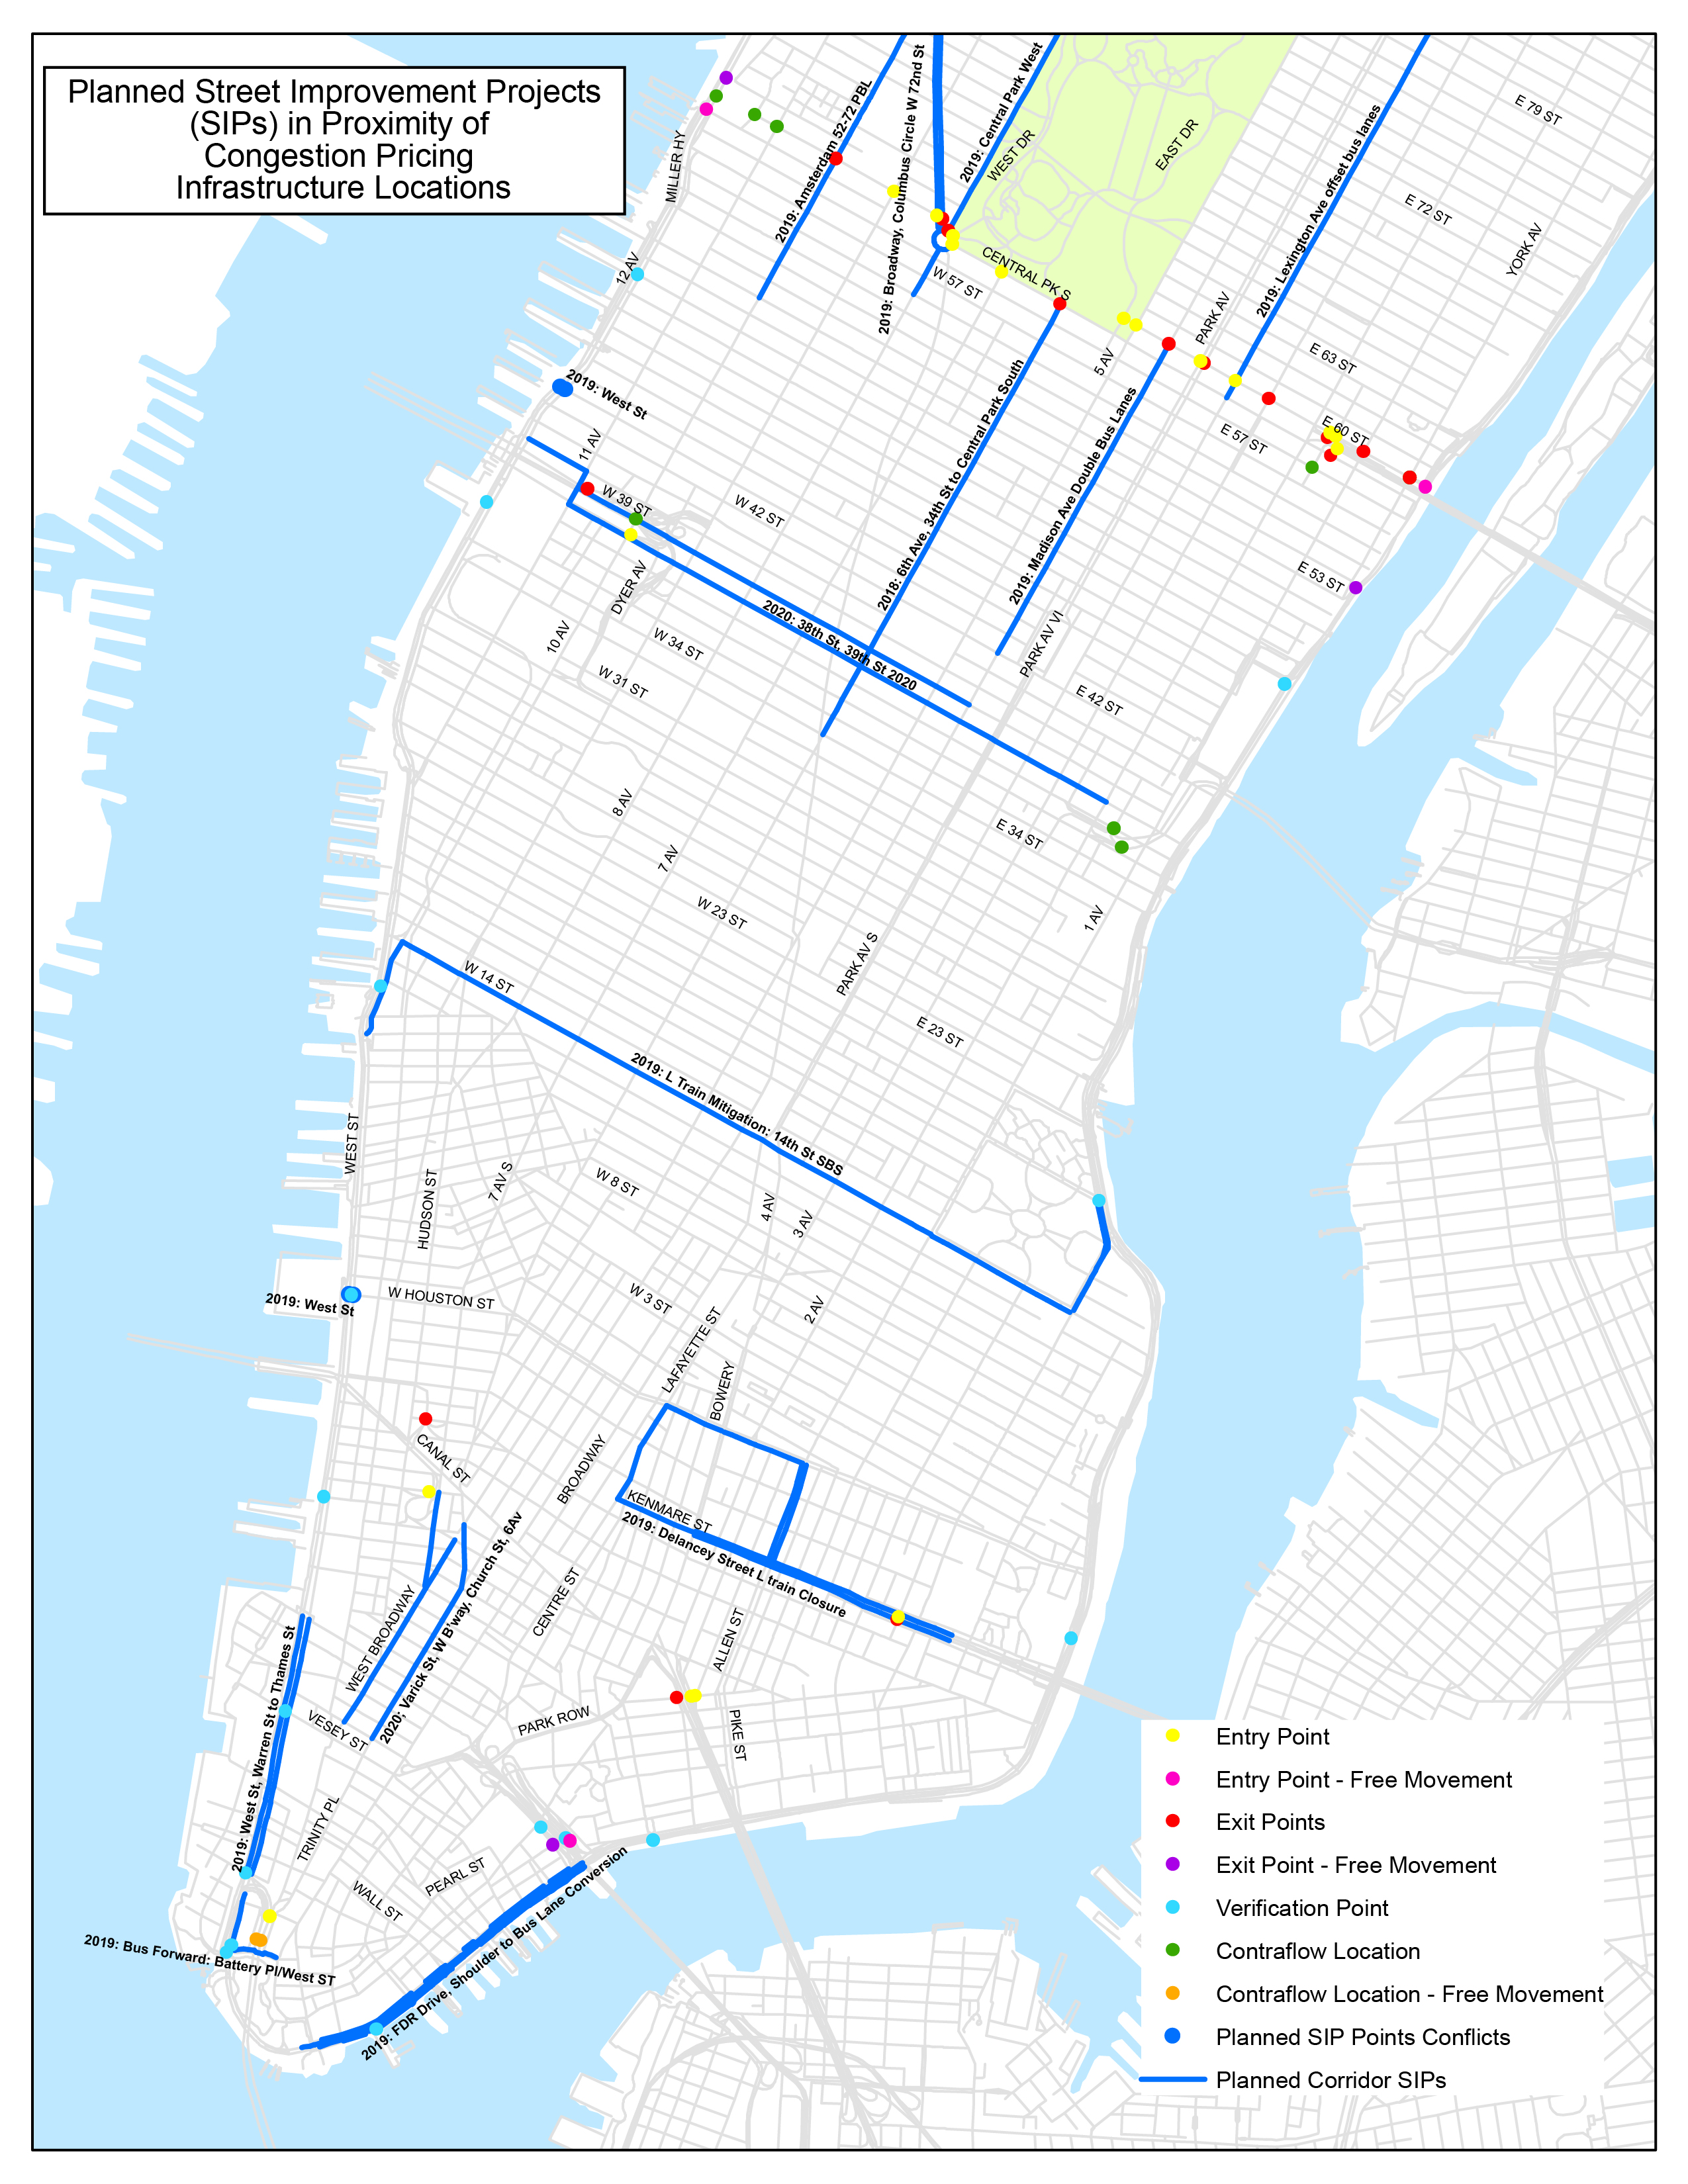 Planned Street Improvement Projects
(SIPs) in Proximity of
Congestion Pricing
Infrastructure Locations
MILLER HY
2019: Amsterdam 52-72 PBL
2019: Broadway, Columbus Circle W 72nd St
2019: Central Park West
WEST DR
EAST DR
2019: Lexington Ave offset bus lanes
E 79 ST
E 72 ST
YORK AV
12 AV
W 57 ST
CENTRAL PK S
PARK AV
5 AV
E 63 ST
E 60 ST
E 57 ST
2019: West St
11 AV
W 39 ST
W 42 ST
2018: 6th Ave, 34th St to Central Park South
2019: Madison Ave Double Bus Lanes
E 53 ST
DYER AV
10 AV
W 34 ST
W 31 ST
2020: 38th St, 39th St 2020
PARK AV VI
E 42 ST
8 AV
7 AV
E 34 ST
W 23 ST
1 AV
PARK AV S
W 14 ST
E 23 ST
2019: L Train Mitigation: 14th St SBS
WEST ST
HUDSON ST
7 AV S
W 8 ST
4 AV
3 AV
2019: West St
W HOUSTON ST
W 3 ST
2 AV
LAFAYETTE ST
BOWERY
CANAL ST
BROADWAY
KENMARE ST
2019: Delancey Street L train Closure
2020; Varick St, W B'way, Church St, 6Av
WEST BROADWAY
CENTRE ST
ALLEN ST
2019: West St, Warren St to Thames St
VESEY ST
PARK ROW
PIKE ST
TRINITY PL
PEARL ST
WALL ST
2019: Bus Forward: Battery Pl/West ST
2019: FDR Drive, Shoulder to Bus Lane Conversion
Entry Point
Entry Point - Free Movement
Exit Points
Exit Point - Free Movement
Verification Point
Contraflow Location
Contraflow Location - Free Movement
Planned SIP Points Conflicts
Planned Corridor SIPs